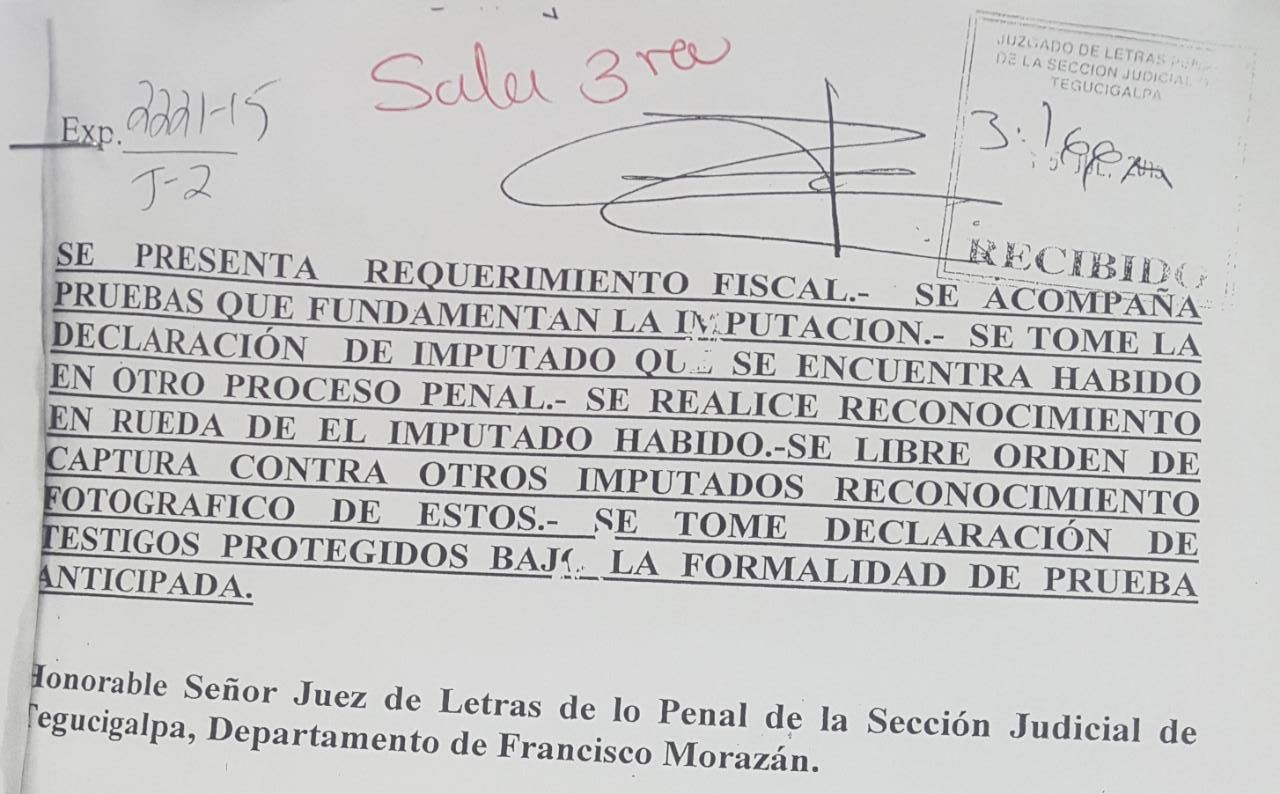 Sala 3ra
JUZGADO DE LETRAS
DE LA SECCION JUDICIAL
TEGUCIGALPA
Exp. 2221-15
J-2
RECIBIDO
SE PRESENTA REQUERIMIENTO FISCAL.- SE ACOMPAÑA
PRUEBAS QUE FUNDAMENTAN LA IMPUTACION.- SE TOME LA
DECLARACIÓN DE IMPUTADO QUE SE ENCUENTRA HABIDO
EN OTRO PROCESO PENAL.- SE REALICE RECONOCIMIENTO
EN RUEDA DE EL IMPUTADO HABIDO.-SE LIBRE ORDEN DE
CAPTURA CONTRA OTROS IMPUTADOS RECONOCIMIENTO
FOTOGRAFICO DE ESTOS.- SE TOME DECLARACIÓN DE
TESTIGOS PROTEGIDOS BAJO LA FORMALIDAD DE PRUEBA
ANTICIPADA.
Honorable Señor Juez de Letras de lo Penal de la Sección Judicial de
Tegucigalpa, Departamento de Francisco Morazán.